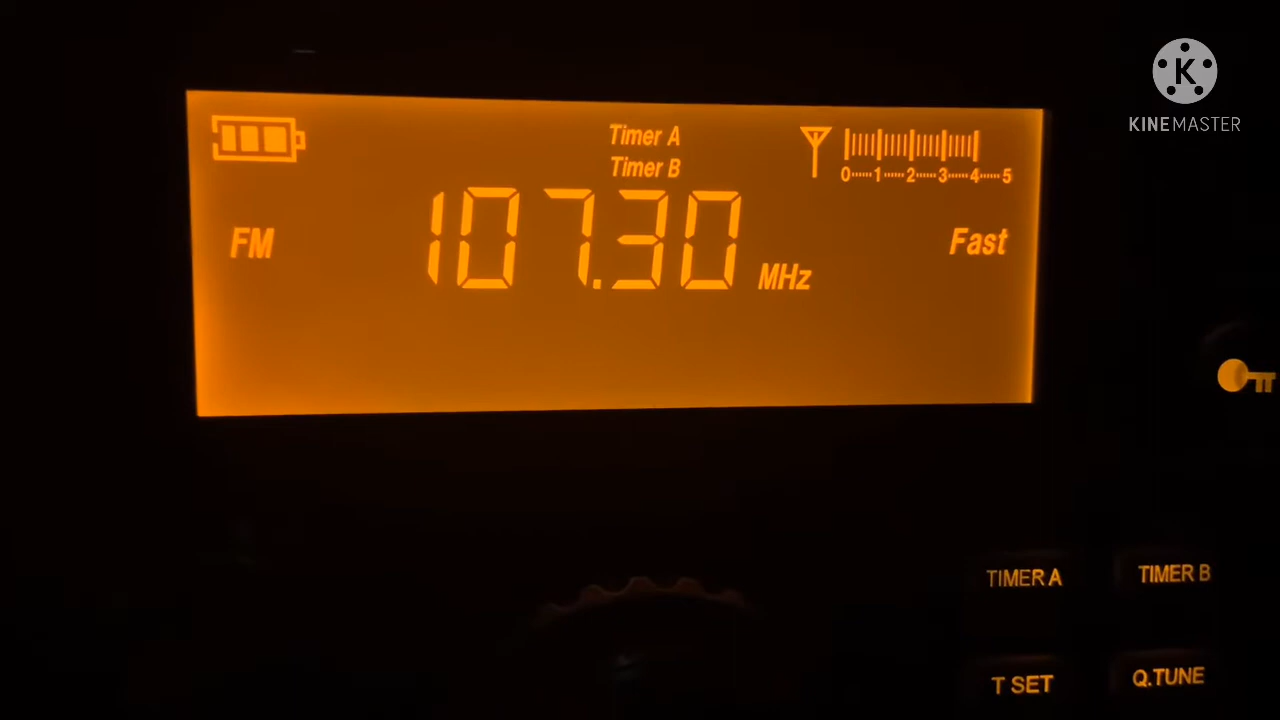 KINEMASTER
Timer A
Timer B
0 1 2 3 4 5
FM
107.30 MHz
Fast
TIMER A
TIMER B
T SET
Q.TUNE